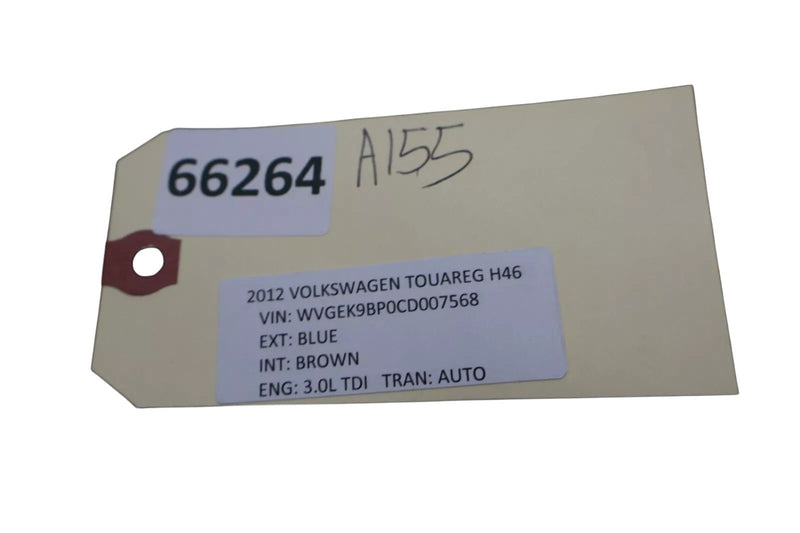 66264
A155
2012 VOLKSWAGEN TOUAREG H46
VIN: WVGEK9BP0CD007568
EXT: BLUE
INT: BROWN
ENG: 3.0L TDI TRAN: AUTO